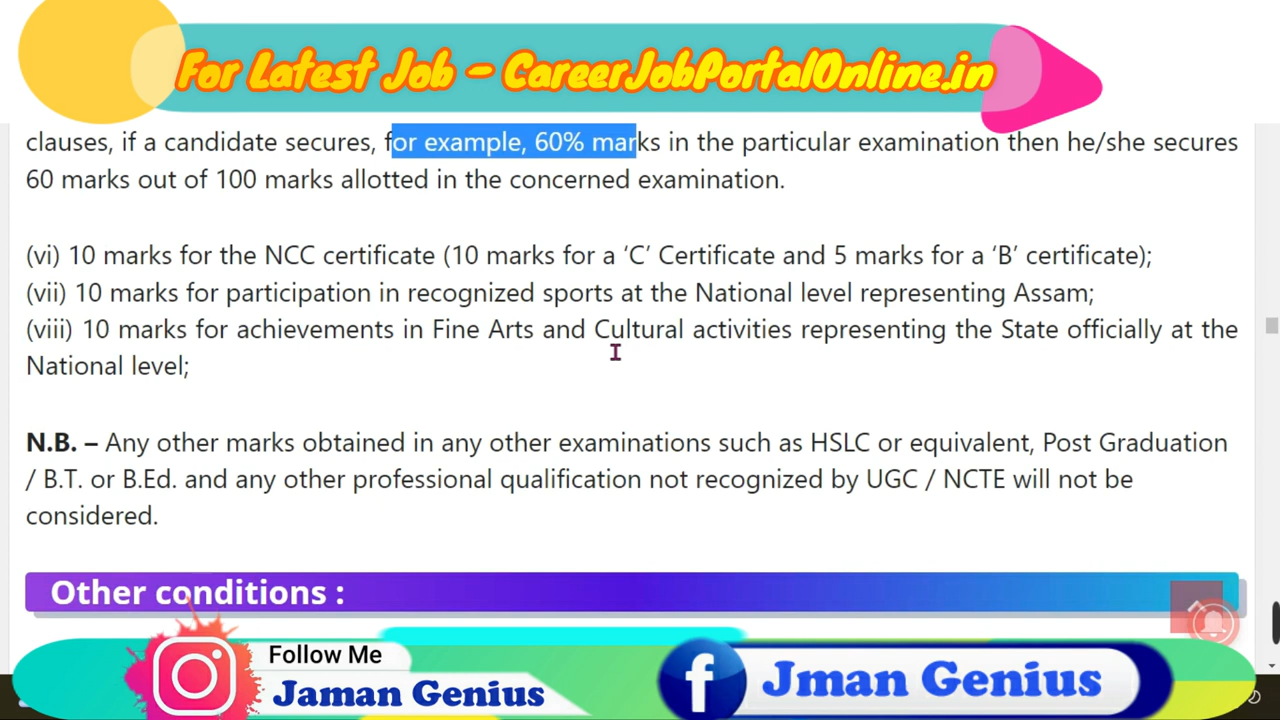 For Latest Job - CareerJobPortalOnline.in
clauses, if a candidate secures, for example, 60% marks in the particular examination then he/she secures
60 marks out of 100 marks allotted in the concerned examination.
(vi) 10 marks for the NCC certificate (10 marks for a ‘C’ Certificate and 5 marks for a ‘B’ certificate);
(vii) 10 marks for participation in recognized sports at the National level representing Assam;
(viii) 10 marks for achievements in Fine Arts and Cultural activities representing the State officially at the
National level;
N.B. – Any other marks obtained in any other examinations such as HSLC or equivalent, Post Graduation
/ B.T. or B.Ed. and any other professional qualification not recognized by UGC / NCTE will not be
considered.
Other conditions :
Follow Me
Jaman Genius
Jman Genius